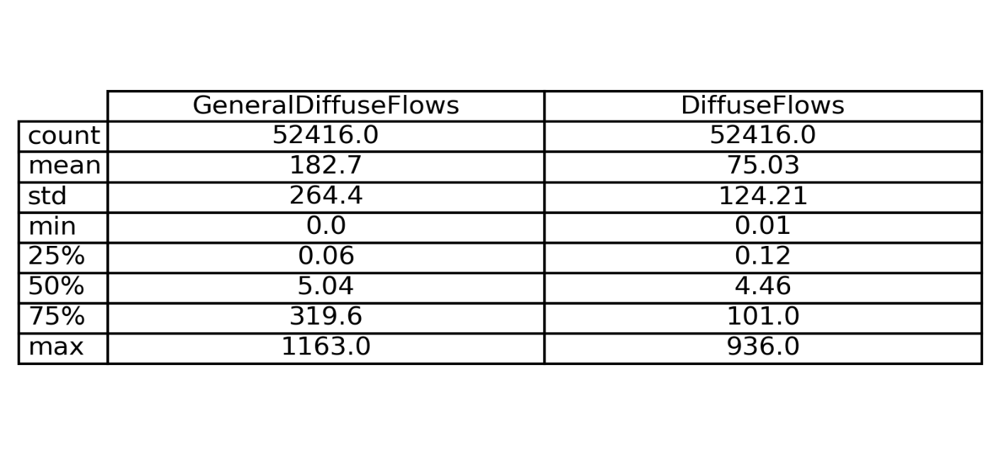 GeneralDiffuseFlows DiffuseFlows
count 52416.0 52416.0
mean 182.7 75.03
std 264.4 124.21
min 0.0 0.01
25% 0.06 0.12
50% 5.04 4.46
75% 319.6 101.0
max 1163.0 936.0